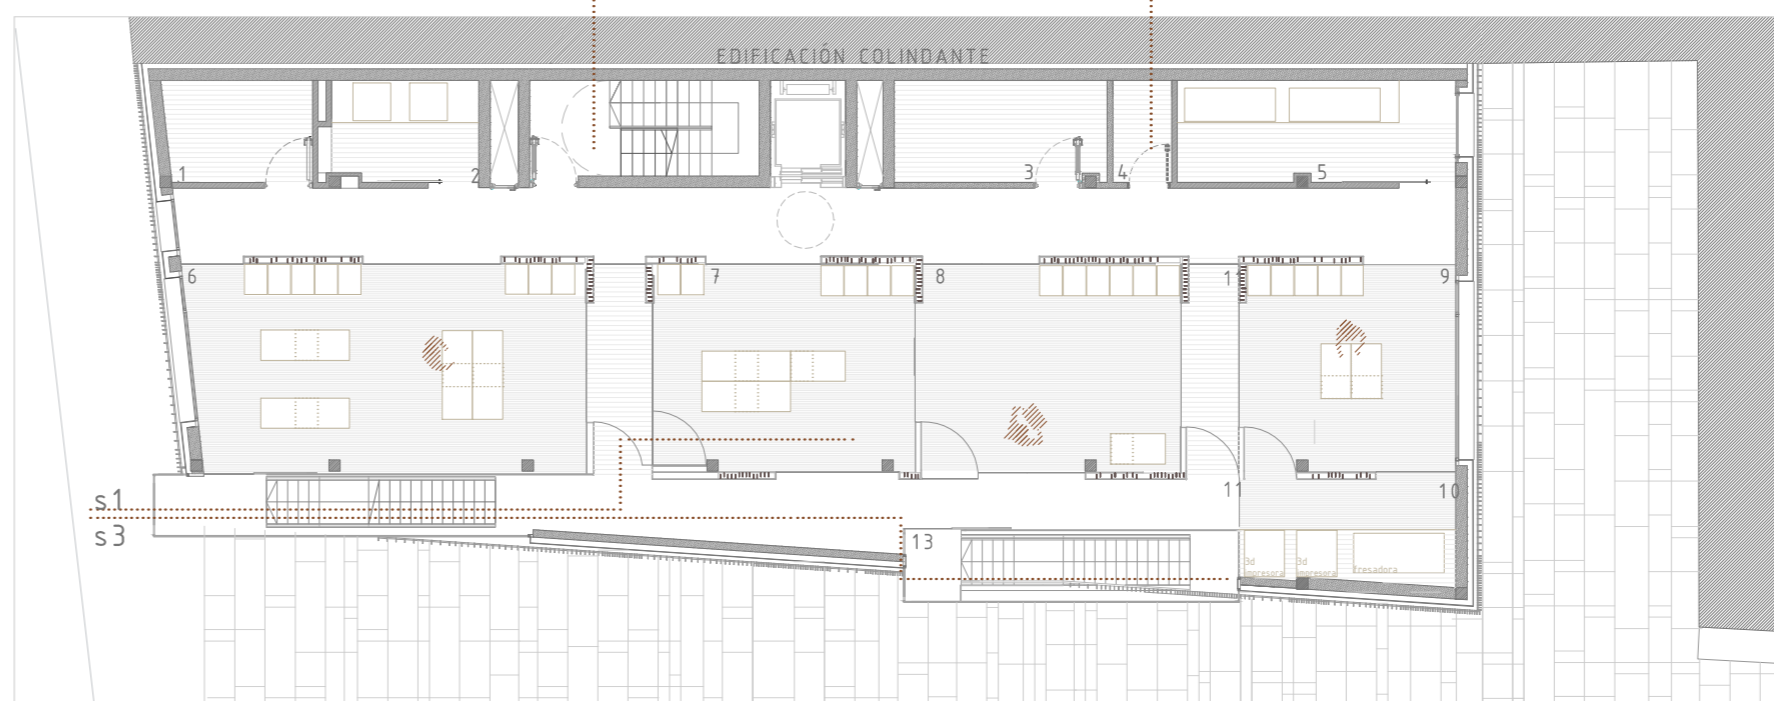 EDIFICACIÓN COLINDANTE
1
2
3
4
5
6
7
8
11
9
s1
s3
11
10
13
3d
impresora
3d
impresora
fresadora